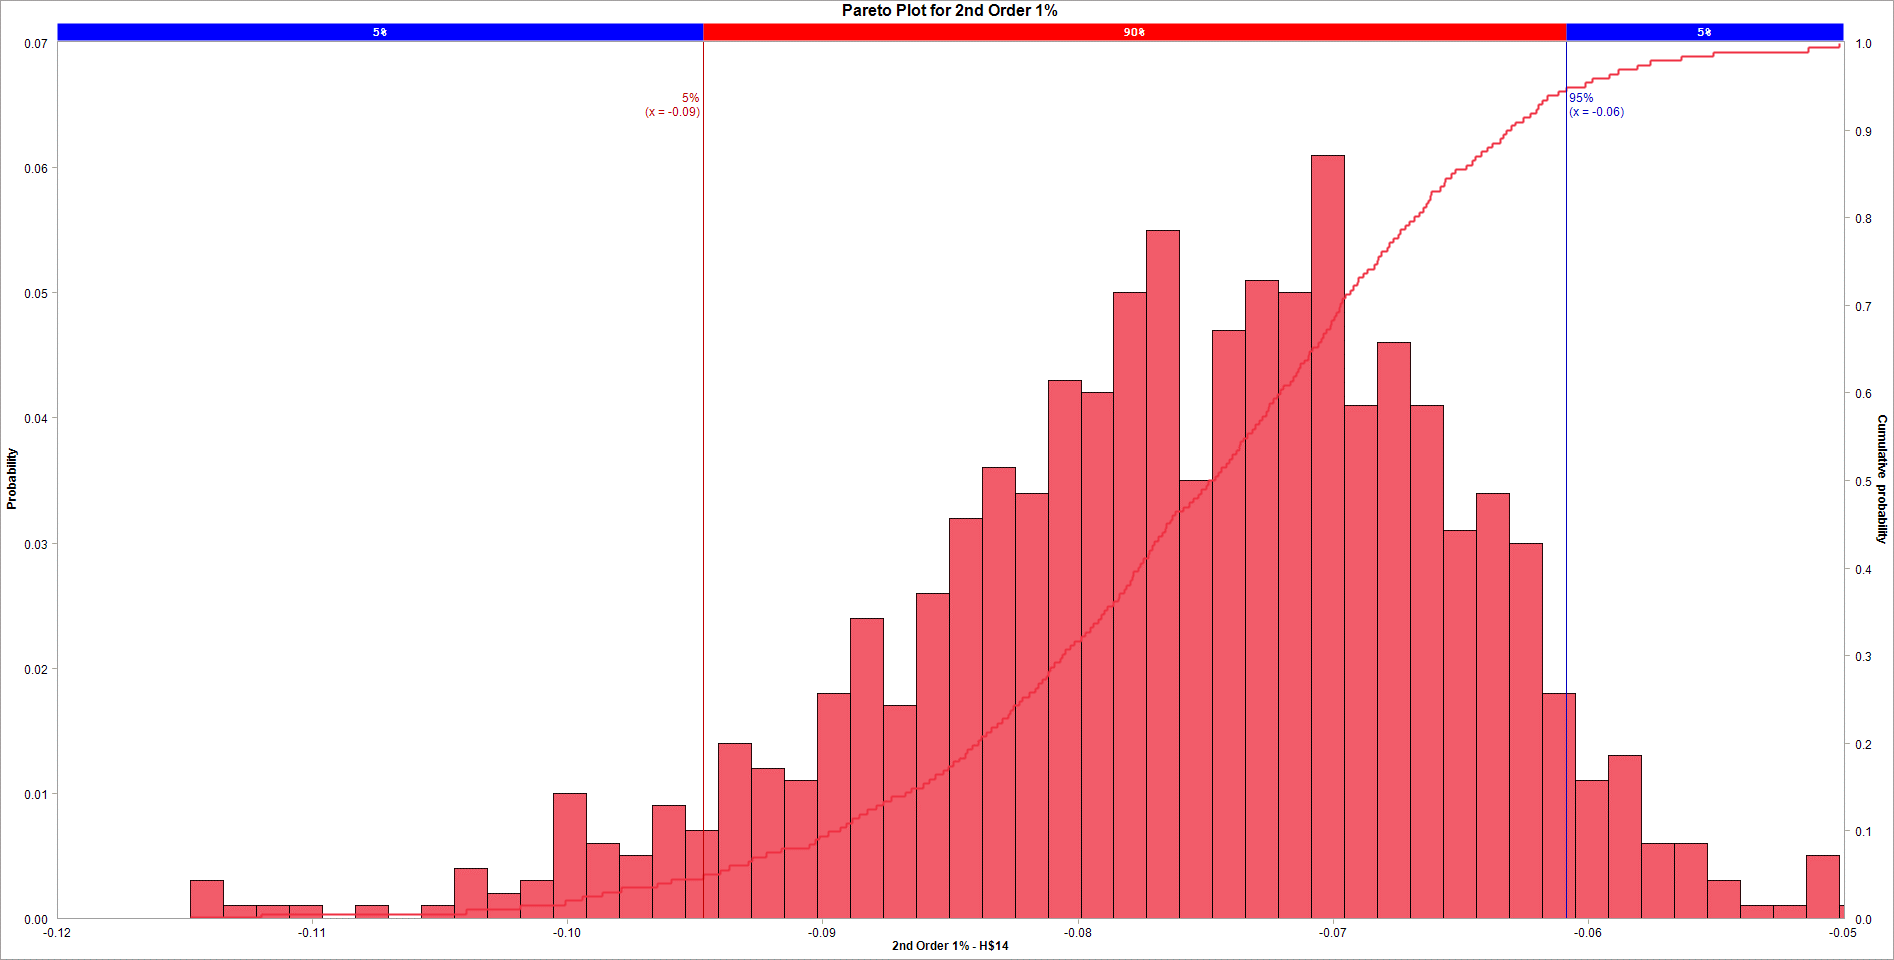 Pareto Plot for 2nd Order 1%
5% 90% 5%
0.07
0.06
0.05
0.04
0.03
0.02
0.01
0.00
Probability
5%
(x = -0.09)
95%
(x = -0.06)
1.0
0.9
0.8
0.7
0.6
0.5
0.4
0.3
0.2
0.1
0.0
Cumulative probability
-0.12 -0.11 -0.10 -0.09 -0.08 -0.07 -0.06 -0.05
2nd Order 1% - H$14